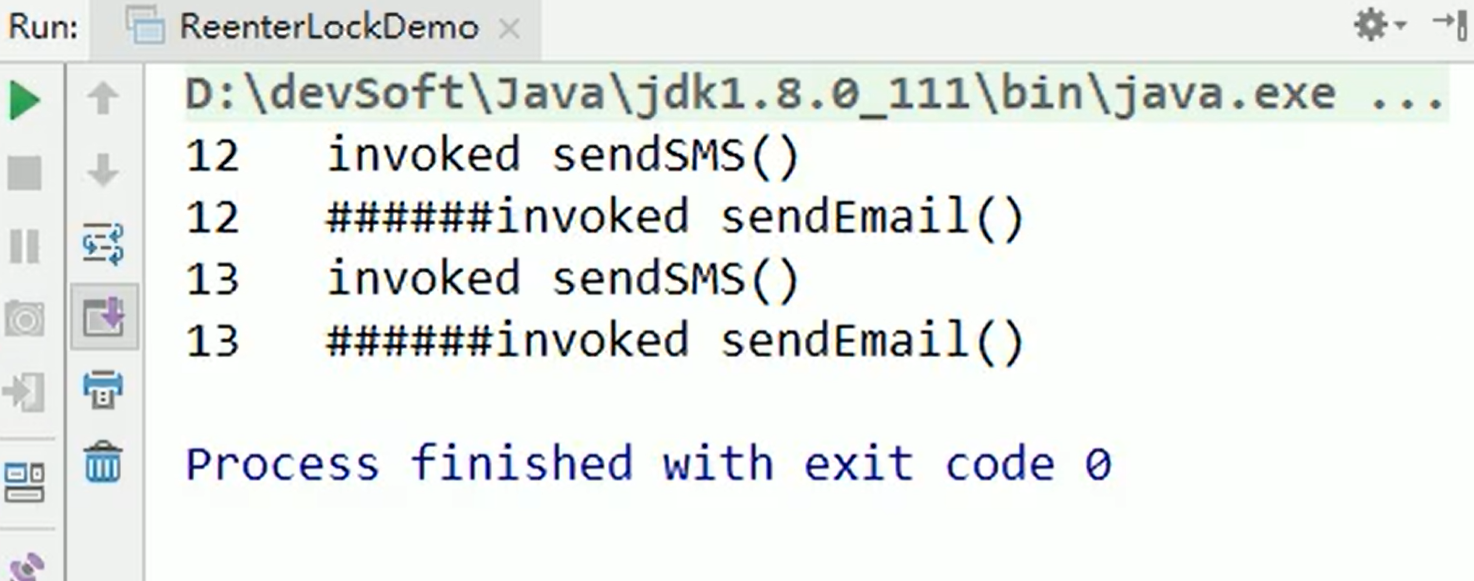 Run: ReenterLockDemo
D:\devSoft\Java\jdk1.8.0_111\bin\java.exe ...
12 invoked sendSMS()
12 ######invoked sendEmail()
13 invoked sendSMS()
13 ######invoked sendEmail()
Process finished with exit code 0